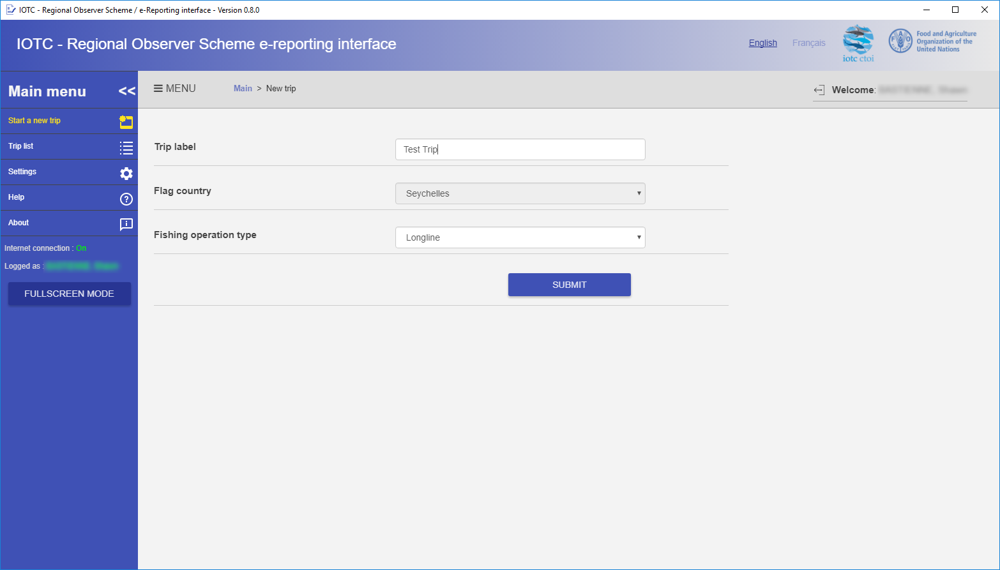 IOTC - Regional Observer Scheme / e-Reporting interface - Version 0.8.0
IOTC - Regional Observer Scheme e-reporting interface
English
Français
iotc ctoi
FAO
FIAT PANIS
Food and Agriculture
Organization of the
United Nations
Main menu <<
MENU
Main > New trip
Welcome:
Start a new trip
Trip list
Settings
Help
About
Internet connection : On
Logged as :
FULLSCREEN MODE
Trip label
Test Trip
Flag country
Seychelles
Fishing operation type
Longline
SUBMIT